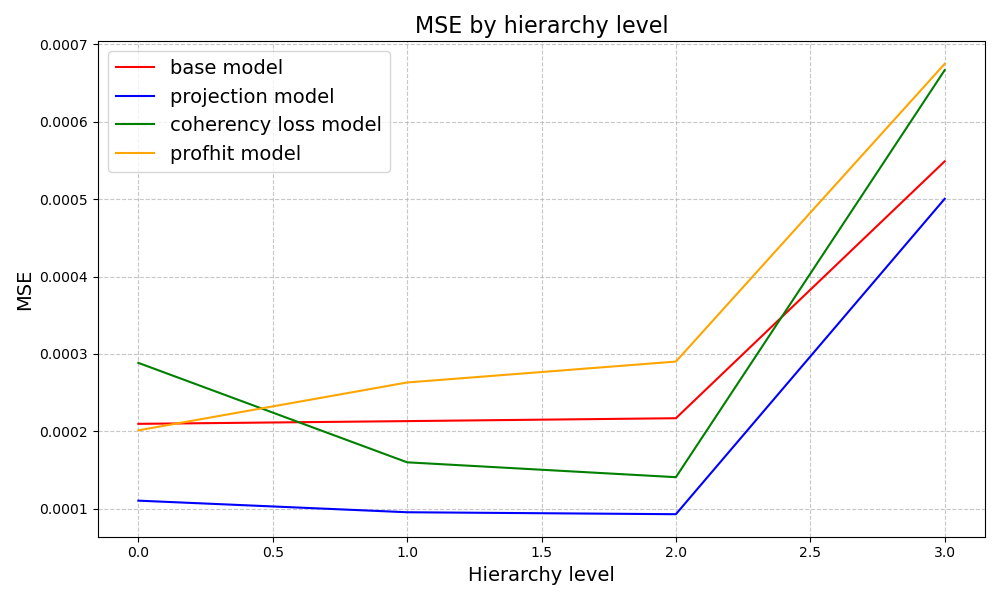 MSE by hierarchy level
0.0007
0.0006
0.0005
0.0004
0.0003
0.0002
0.0001
MSE
base model
projection model
coherency loss model
profhit model
0.0 0.5 1.0 1.5 2.0 2.5 3.0
Hierarchy level